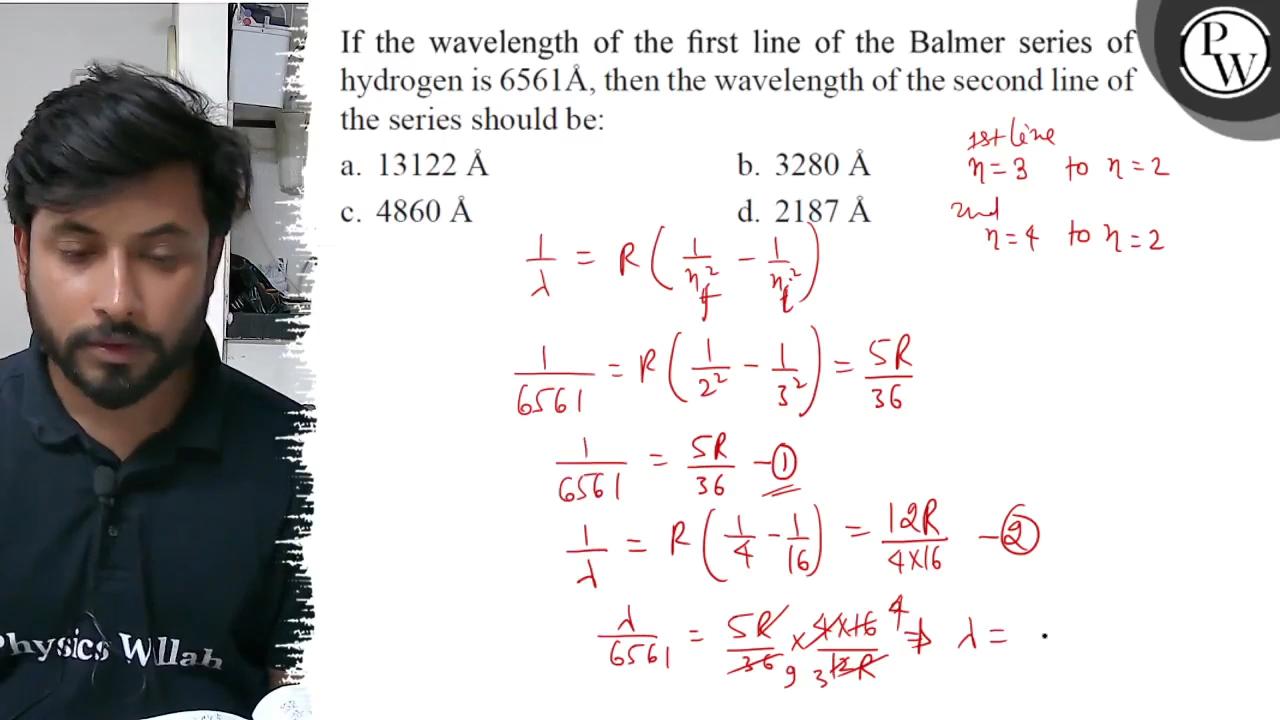 If the wavelength of the first line of the Balmer series of
hydrogen is 6561Å, then the wavelength of the second line of
the series should be:
a. 13122 Å
b. 3280 Å
c. 4860 Å
d. 2187 Å
PW
1st line
n = 3 to n = 2
2nd
n = 4 to n = 2
1/λ = R(1/n_f² − 1/n_i²)
1/6561 = R(1/2² − 1/3²) = 5R/36
1/6561 = 5R/36 −①
1/λ = R(1/4 − 1/16) = 12R/4×16 −②
λ/6561 = 5R/36 9 × 4×16 4/3 12R ⇒ λ =
Physics Wallah